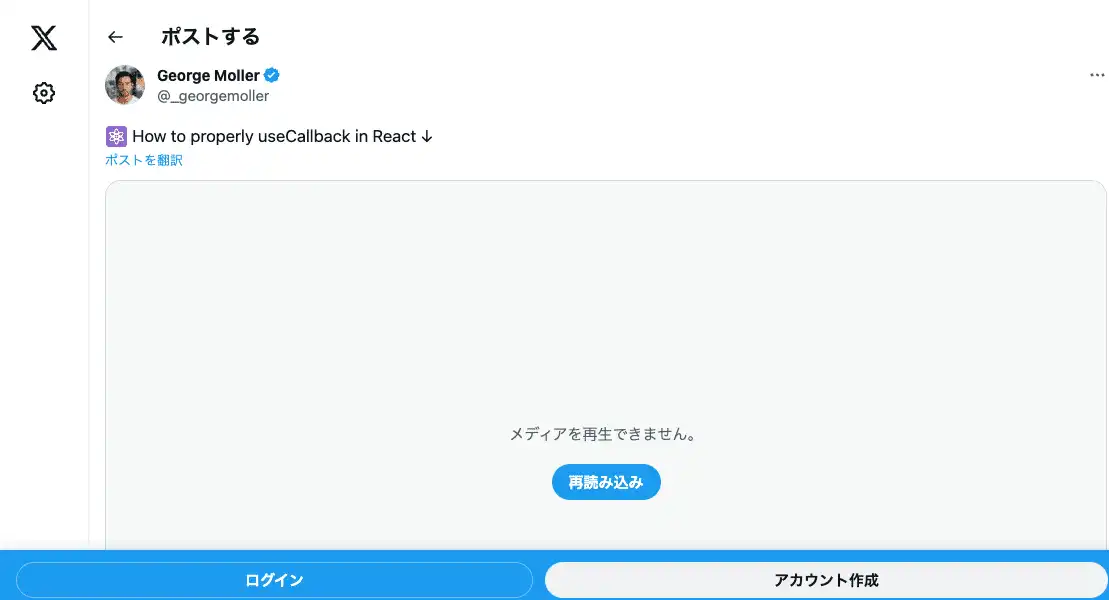 ポストする
George Moller
@_georgemoller
How to properly useCallback in React ↓
ポストを翻訳
メディアを再生できません。
再読み込み
ログイン
アカウント作成